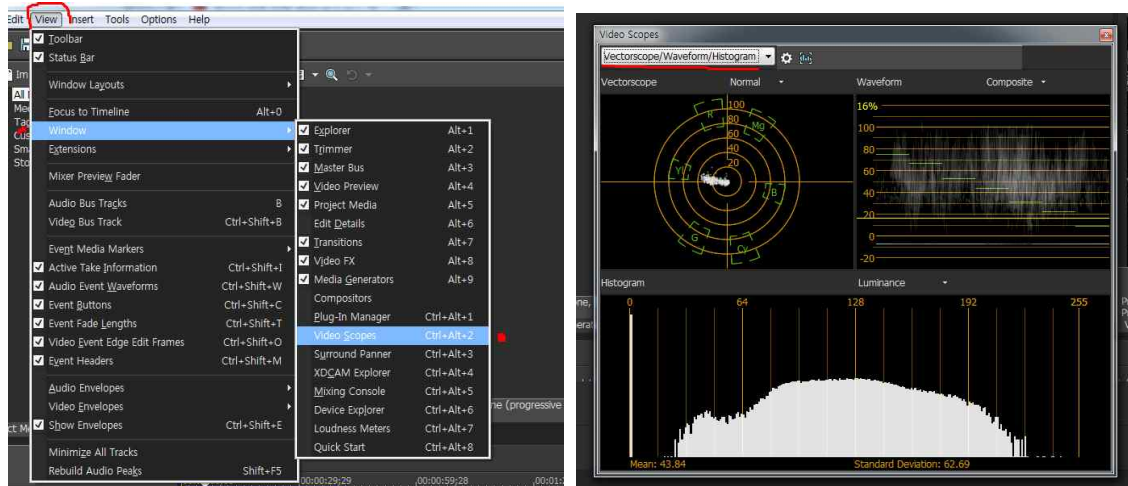 Edit View Insert Tools Options Help
Toolbar
Status Bar
Window Layouts
Focus to Timeline Alt+0
Window
Extensions
Mixer Preview Fader
Audio Bus Tracks B
Video Bus Track Ctrl+Shift+B
Event Media Markers
Active Take Information Ctrl+Shift+I
Audio Event Waveforms Ctrl+Shift+W
Event Buttons Ctrl+Shift+C
Event Fade Lengths Ctrl+Shift+T
Video Event Edge Edit Frames Ctrl+Shift+O
Event Headers Ctrl+Shift+M
Audio Envelopes
Video Envelopes
Show Envelopes Ctrl+Shift+E
Minimize All Tracks
Rebuild Audio Peaks Shift+F5
Explorer Alt+1
Trimmer Alt+2
Master Bus Alt+3
Video Preview Alt+4
Project Media Alt+5
Edit Details Alt+6
Transitions Alt+7
Video FX Alt+8
Media Generators Alt+9
Compositors
Plug-In Manager Ctrl+Alt+1
Video Scopes Ctrl+Alt+2
Surround Panner Ctrl+Alt+3
XDCAM Explorer Ctrl+Alt+4
Mixing Console Ctrl+Alt+5
Device Explorer Ctrl+Alt+6
Loudness Meters Ctrl+Alt+7
Quick Start Ctrl+Alt+8
ne (progressive
00:00:29;29 00:00:59;28 00:01:
Video Scopes
Vectorscope/Waveform/Histogram
Vectorscope Normal Waveform Composite
100
80
60
40
20
R
Mg
B
Cy
G
Yl
16%
100
80
60
40
20
0
-20
Histogram Luminance
0 64 128 192 255
Mean: 43.84 Standard Deviation: 62.69